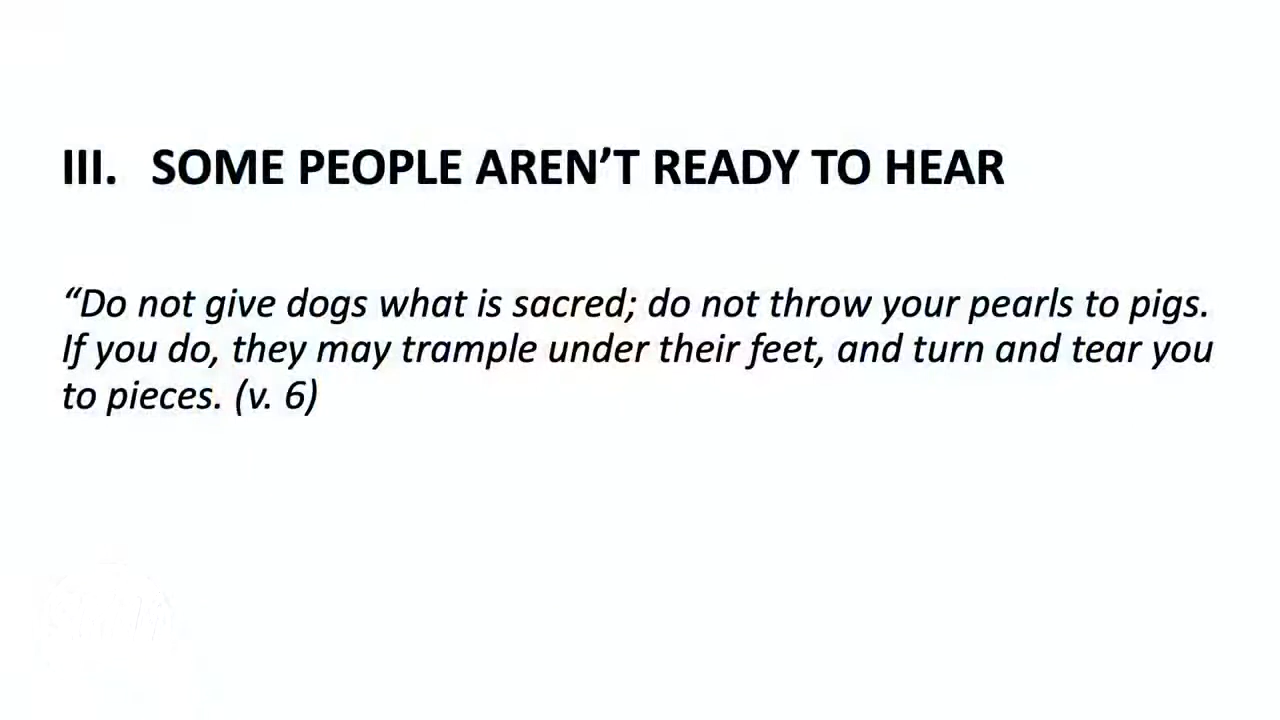 III. SOME PEOPLE AREN’T READY TO HEAR
“Do not give dogs what is sacred; do not throw your pearls to pigs.
If you do, they may trample under their feet, and turn and tear you
to pieces. (v. 6)